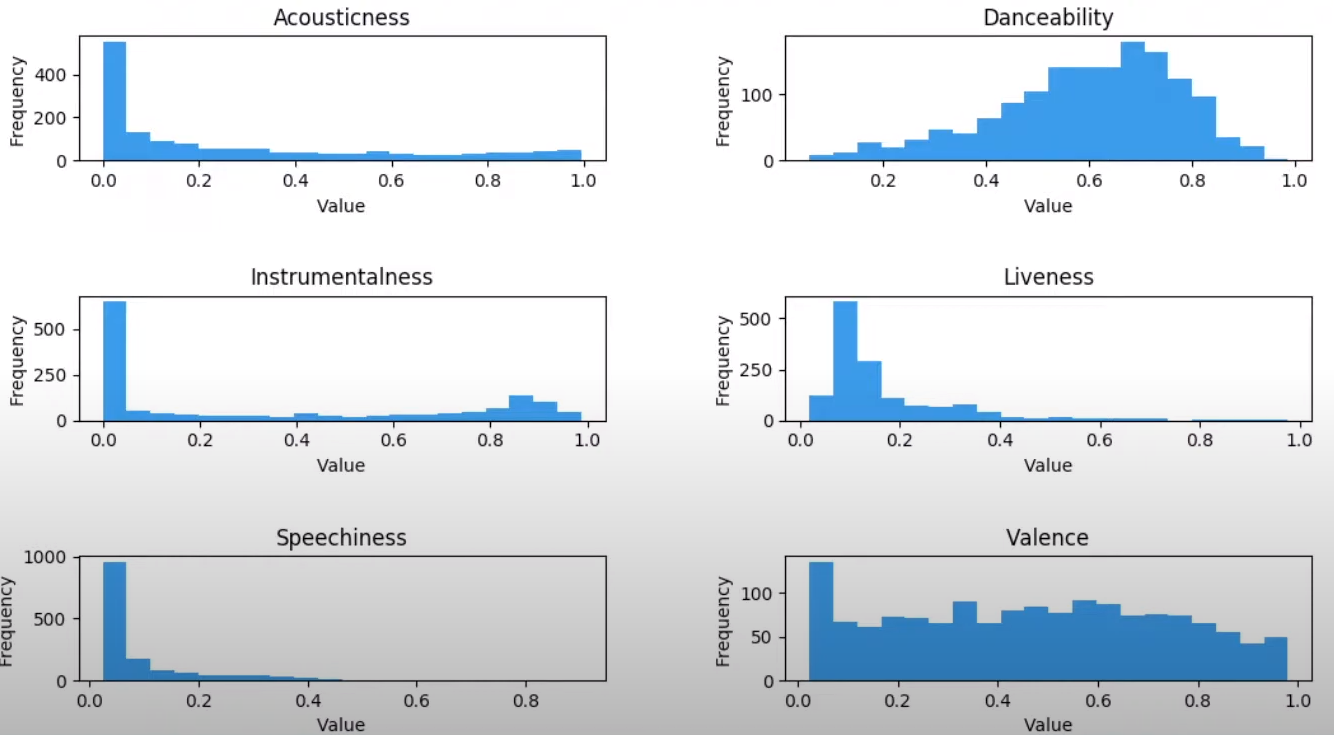 Acousticness
Frequency
400
200
0
0.0 0.2 0.4 0.6 0.8 1.0
Value
Danceability
Frequency
100
0
0.2 0.4 0.6 0.8 1.0
Value
Instrumentalness
Frequency
500
250
0
0.0 0.2 0.4 0.6 0.8 1.0
Value
Liveness
Frequency
500
250
0
0.0 0.2 0.4 0.6 0.8 1.0
Value
Speechiness
Frequency
1000
500
0
0.0 0.2 0.4 0.6 0.8
Value
Valence
Frequency
100
50
0
0.0 0.2 0.4 0.6 0.8 1.0
Value